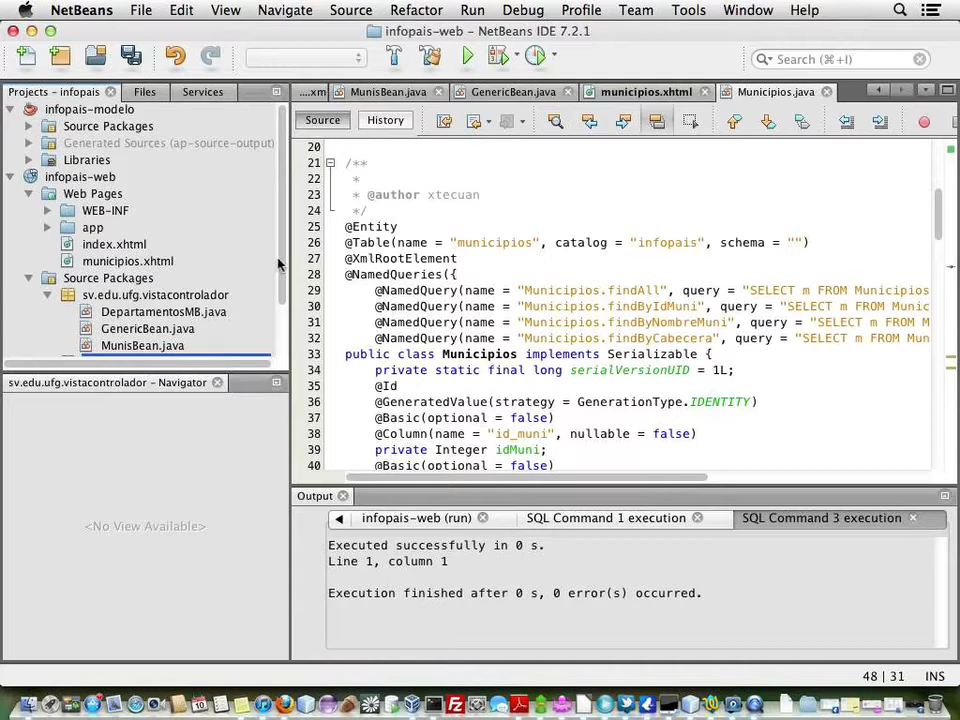 NetBeans File Edit View Navigate Source Refactor Run Debug Profile Team Tools Window Help
infopais-web - NetBeans IDE 7.2.1
Search (⌘+I)
Projects - infopais Files Services
...xm MunisBean.java GenericBean.java municipios.xhtml Municipios.java
Source History
infopais-modelo
Source Packages
Generated Sources (ap-source-output)
Libraries
infopais-web
Web Pages
WEB-INF
app
index.xhtml
municipios.xhtml
Source Packages
sv.edu.ufg.vistacontrolador
DepartamentosMB.java
GenericBean.java
MunisBean.java
sv.edu.ufg.vistacontrolador - Navigator
<No View Available>
20
21 /**
22 *
23 * @author xtecuan
24 */
25 @Entity
26 @Table(name = "municipios", catalog = "infopais", schema = "")
27 @XmlRootElement
28 @NamedQueries({
29 @NamedQuery(name = "Municipios.findAll", query = "SELECT m FROM Municipios
30 @NamedQuery(name = "Municipios.findByIdMuni", query = "SELECT m FROM Munic
31 @NamedQuery(name = "Municipios.findByNombreMuni", query = "SELECT m FROM M
32 @NamedQuery(name = "Municipios.findByCabecera", query = "SELECT m FROM Mun
33 public class Municipios implements Serializable {
34 private static final long serialVersionUID = 1L;
35 @Id
36 @GeneratedValue(strategy = GenerationType.IDENTITY)
37 @Basic(optional = false)
38 @Column(name = "id_muni", nullable = false)
39 private Integer idMuni;
40 @Basic(optional = false)
Output
infopais-web (run) SQL Command 1 execution SQL Command 3 execution
Executed successfully in 0 s.
Line 1, column 1
Execution finished after 0 s, 0 error(s) occurred.
48 | 31 INS